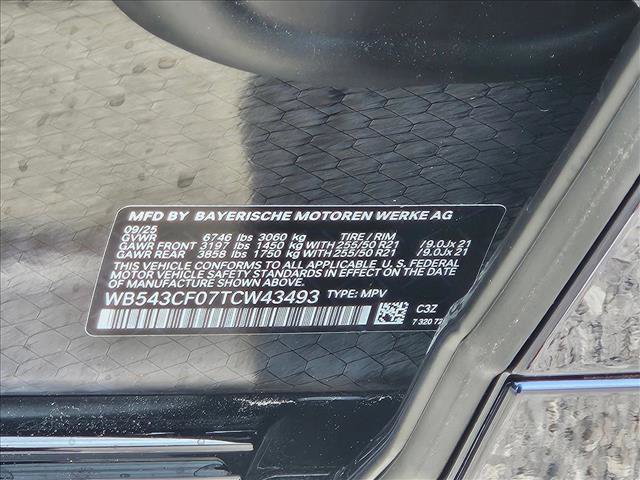 MFD BY BAYERISCHE MOTOREN WERKE AG
09/25
GVWR 6746 lbs 3060 kg TIRE / RIM
GAWR FRONT 3197 lbs 1450 kg WITH 255/50 R21 / 9.0Jx 21
GAWR REAR 3858 lbs 1750 kg WITH 255/50 R21 / 9.0Jx 21
THIS VEHICLE CONFORMS TO ALL APPLICABLE U.S. FEDERAL
MOTOR VEHICLE SAFETY STANDARDS IN EFFECT ON THE DATE
OF MANUFACTURE SHOWN ABOVE.
WB543CF07TCW43493 TYPE: MPV
C3Z
7 320 72